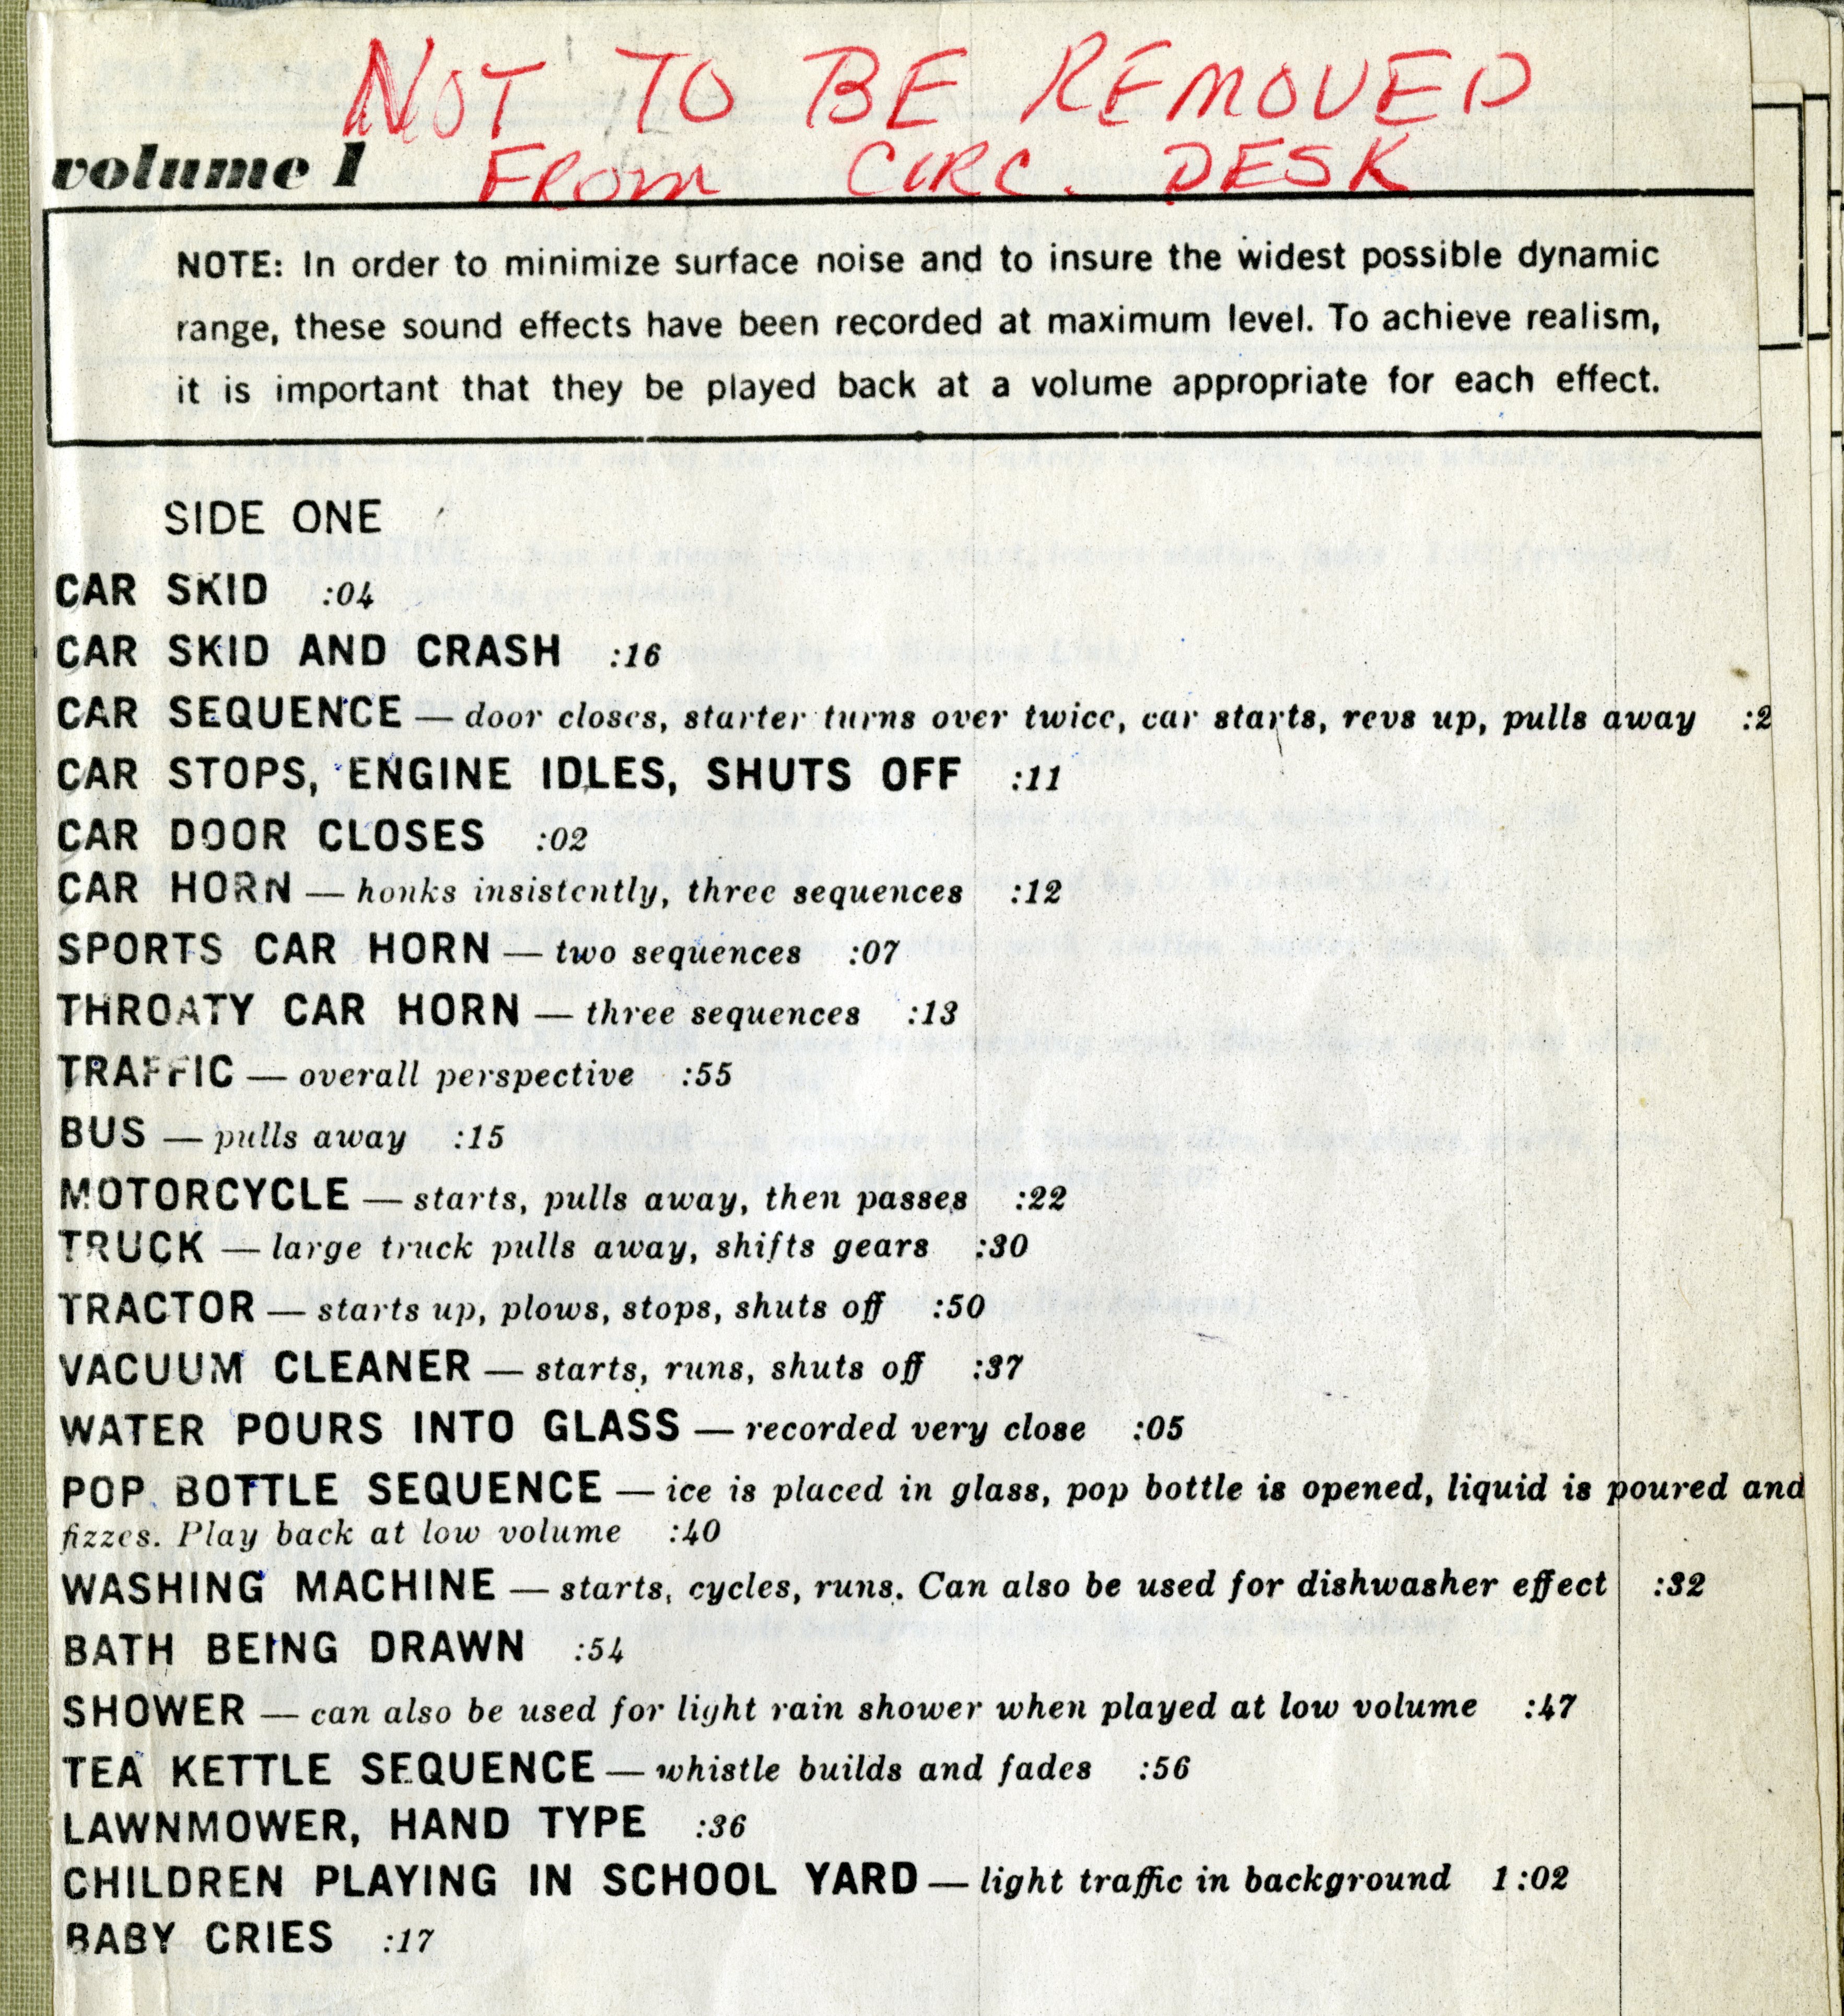 NOT TO BE REMOVED
FROM CIRC. DESK
volume 1
NOTE: In order to minimize surface noise and to insure the widest possible dynamic
range, these sound effects have been recorded at maximum level. To achieve realism,
it is important that they be played back at a volume appropriate for each effect.
SIDE ONE
CAR SKID :04
CAR SKID AND CRASH :16
CAR SEQUENCE — door closes, starter turns over twice, car starts, revs up, pulls away :2
CAR STOPS, ENGINE IDLES, SHUTS OFF :11
CAR DOOR CLOSES :02
CAR HORN — honks insistently, three sequences :12
SPORTS CAR HORN — two sequences :07
THROATY CAR HORN — three sequences :13
TRAFFIC — overall perspective :55
BUS — pulls away :15
MOTORCYCLE — starts, pulls away, then passes :22
TRUCK — large truck pulls away, shifts gears :30
TRACTOR — starts up, plows, stops, shuts off :50
VACUUM CLEANER — starts, runs, shuts off :37
WATER POURS INTO GLASS — recorded very close :05
POP BOTTLE SEQUENCE — ice is placed in glass, pop bottle is opened, liquid is poured and
fizzes. Play back at low volume :40
WASHING MACHINE — starts, cycles, runs. Can also be used for dishwasher effect :32
BATH BEING DRAWN :54
SHOWER — can also be used for light rain shower when played at low volume :47
TEA KETTLE SEQUENCE — whistle builds and fades :56
LAWNMOWER, HAND TYPE :36
CHILDREN PLAYING IN SCHOOL YARD — light traffic in background 1:02
BABY CRIES :17